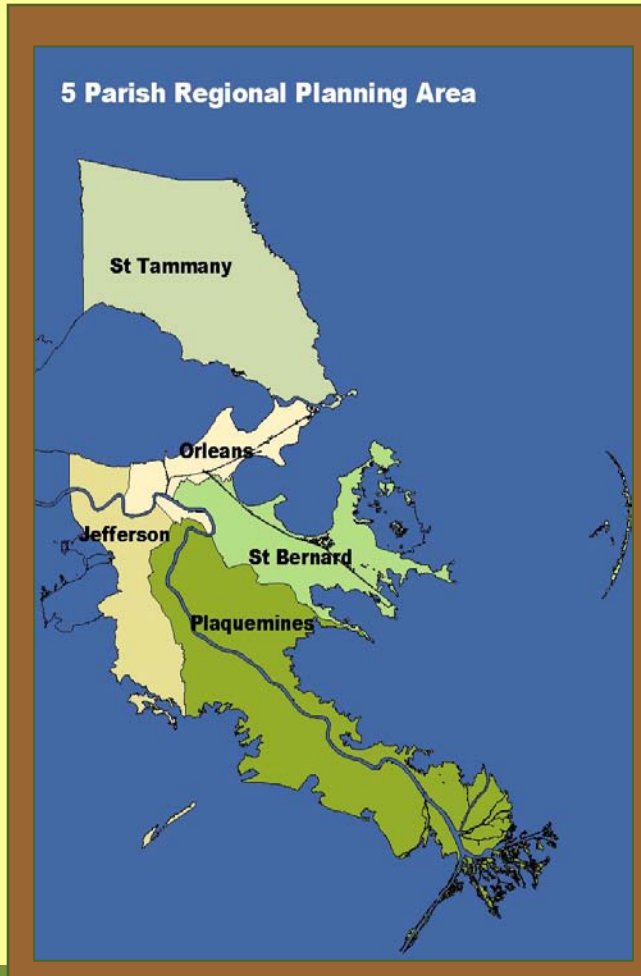 5 Parish Regional Planning Area
St Tammany
Orleans
Jefferson
St Bernard
Plaquemines